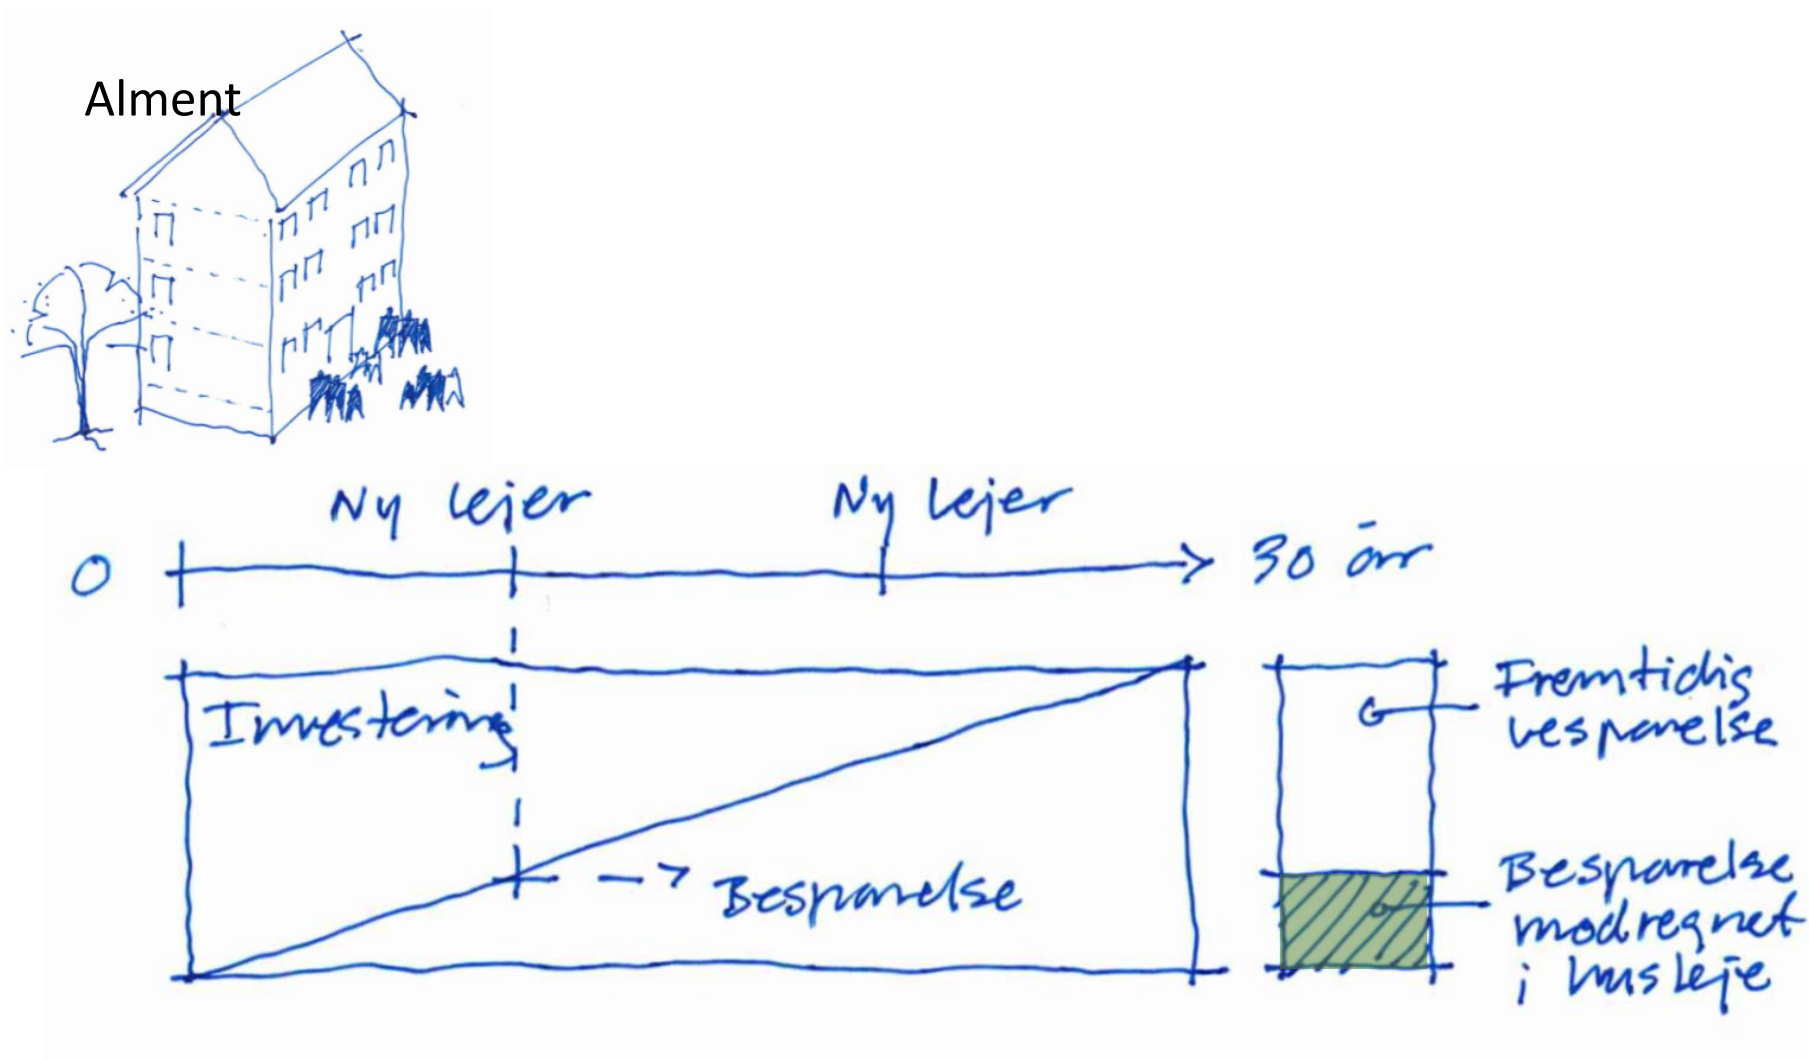 Alment
Ny lejer
Ny lejer
0
30 år
Investering
Besparelse
Fremtidig
besparelse
Besparelse
modregnet
i husleje